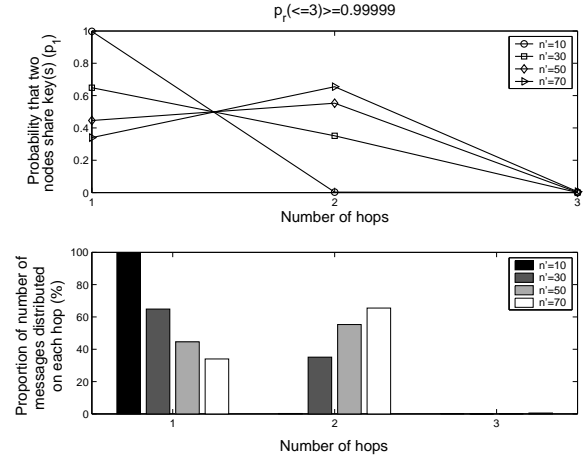 p_r(<=3)>=0.99999
Probability that two
nodes share key(s) (p_1)
1
0.8
0.6
0.4
0.2
0
1
2
3
Number of hops
n'=10
n'=30
n'=50
n'=70
Proportion of number of
messages distributed
on each hop (%)
100
80
60
40
20
0
1
2
3
Number of hops
n'=10
n'=30
n'=50
n'=70